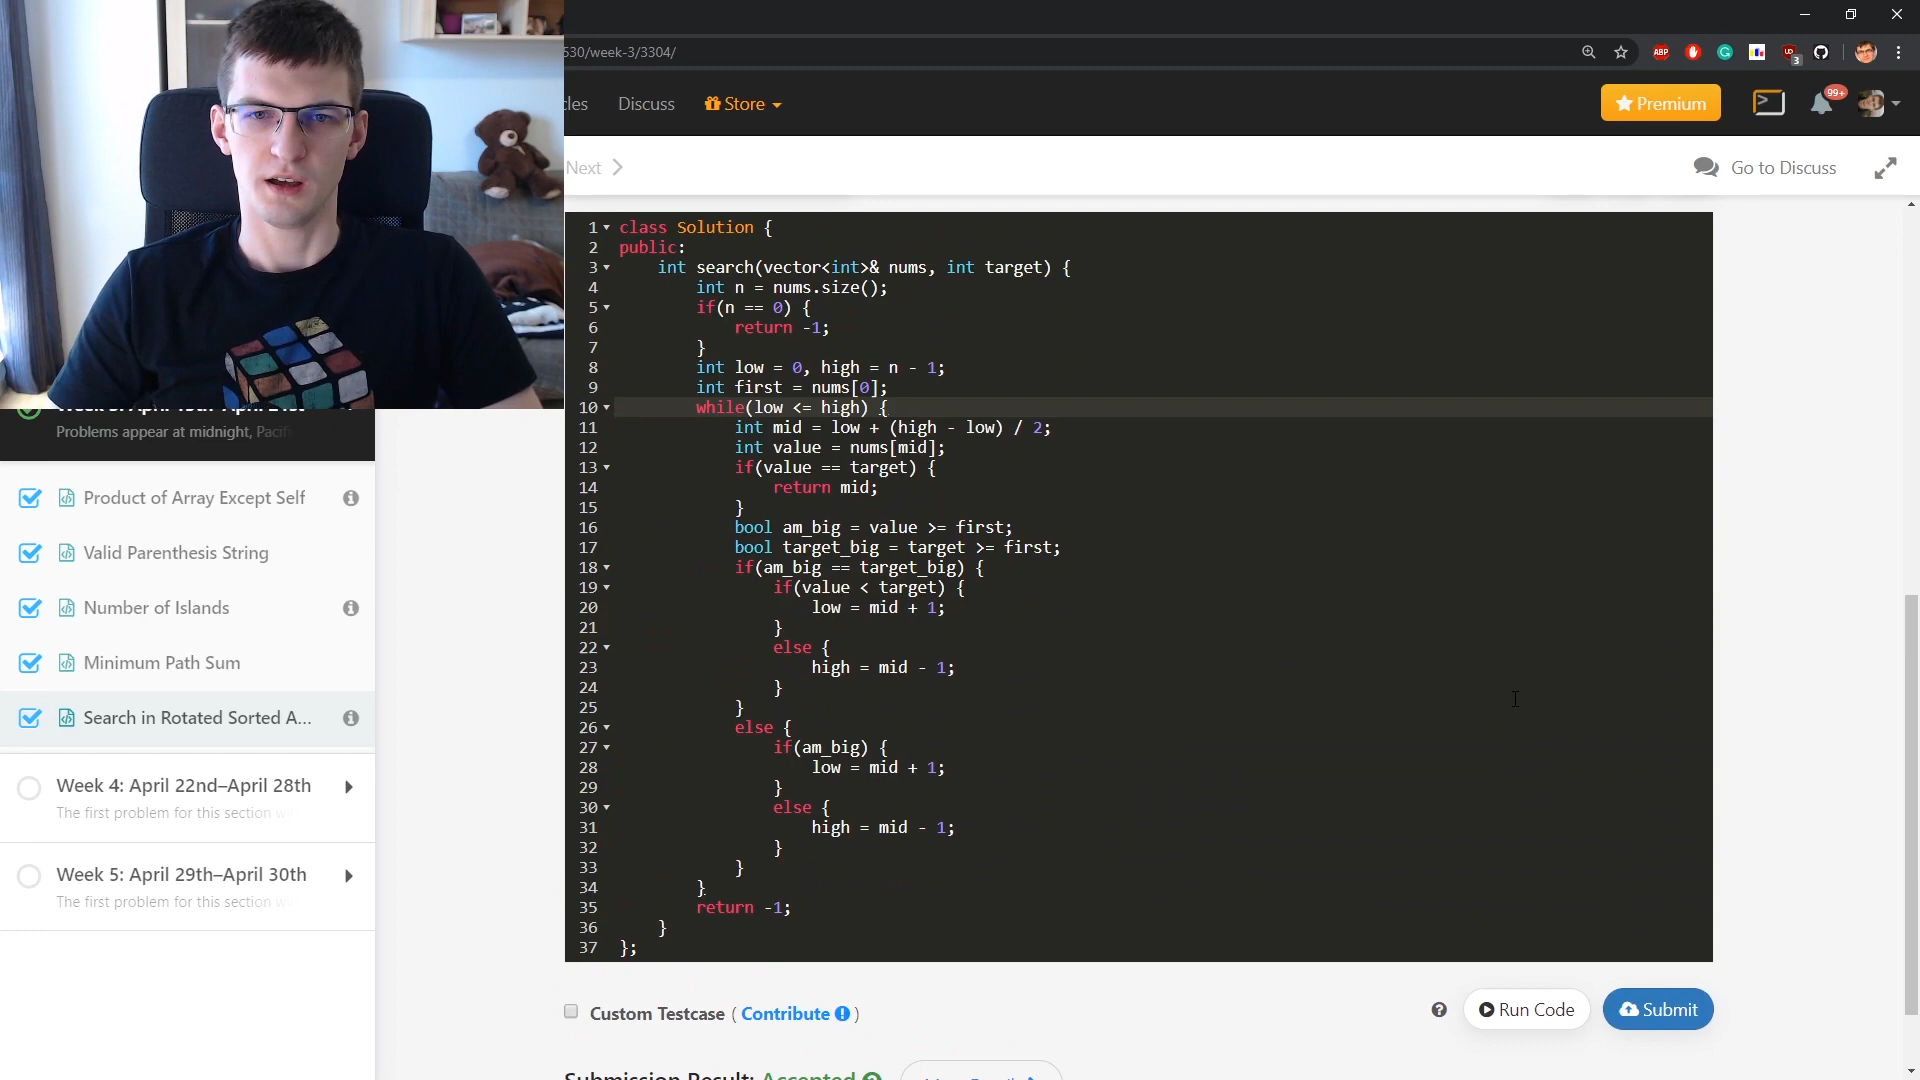 530/week-3/3304/
ABP
UD
3
cles
Discuss
Store
Premium
99+
Next
Go to Discuss
Problems appear at midnight, Pacifi
Product of Array Except Self
Valid Parenthesis String
Number of Islands
Minimum Path Sum
Search in Rotated Sorted A...
Week 4: April 22nd–April 28th
The first problem for this section w
Week 5: April 29th–April 30th
The first problem for this section w
1 class Solution {
2 public:
3 int search(vector<int>& nums, int target) {
4 int n = nums.size();
5 if(n == 0) {
6 return -1;
7 }
8 int low = 0, high = n - 1;
9 int first = nums[0];
10 while(low <= high) {
11 int mid = low + (high - low) / 2;
12 int value = nums[mid];
13 if(value == target) {
14 return mid;
15 }
16 bool am_big = value >= first;
17 bool target_big = target >= first;
18 if(am_big == target_big) {
19 if(value < target) {
20 low = mid + 1;
21 }
22 else {
23 high = mid - 1;
24 }
25 }
26 else {
27 if(am_big) {
28 low = mid + 1;
29 }
30 else {
31 high = mid - 1;
32 }
33 }
34 }
35 return -1;
36 }
37 };
Custom Testcase ( Contribute )
Run Code
Submit
Submission Result: Accepted